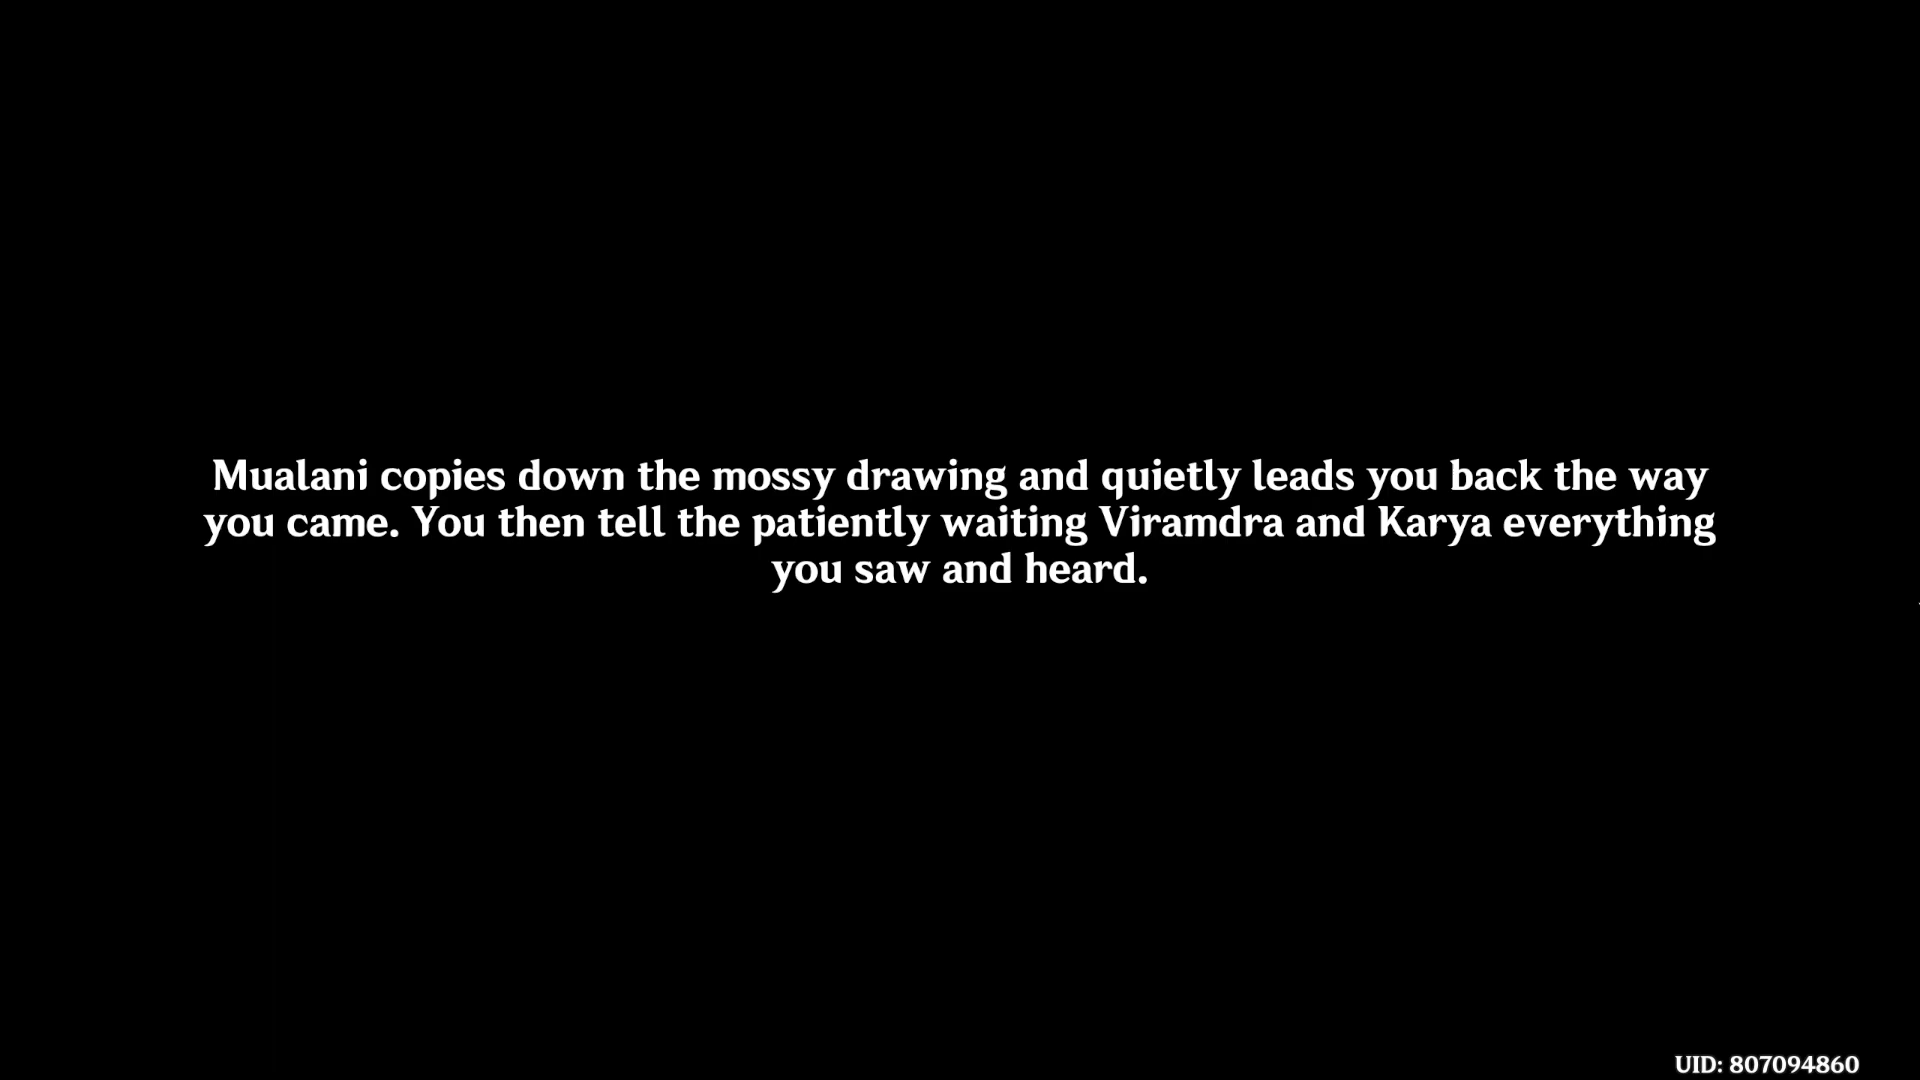 Mualani copies down the mossy drawing and quietly leads you back the way
you came. You then tell the patiently waiting Viramdra and Karya everything
you saw and heard.
UID: 807094860